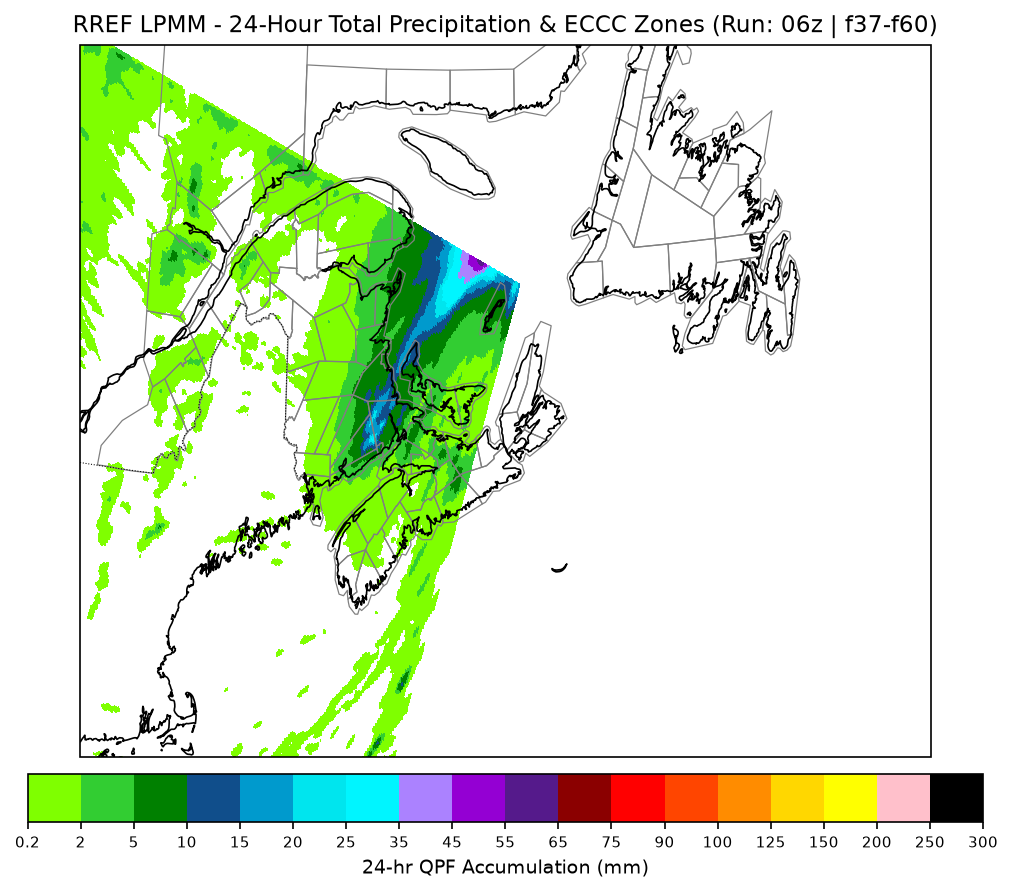 RREF LPMM - 24-Hour Total Precipitation & ECCC Zones (Run: 06z | f37-f60)
0.2 2 5 10 15 20 25 35 45 55 65 75 90 100 125 150 200 250 300
24-hr QPF Accumulation (mm)